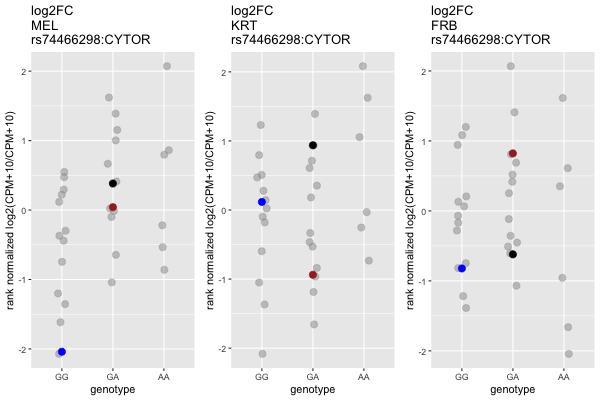 log2FC
MEL
rs74466298:CYTOR
rank normalized log2(CPM+10/CPM+10)
2
1
0
-1
-2
GG GA AA
genotype
log2FC
KRT
rs74466298:CYTOR
rank normalized log2(CPM+10/CPM+10)
2
1
0
-1
-2
GG GA AA
genotype
log2FC
FRB
rs74466298:CYTOR
rank normalized log2(CPM+10/CPM+10)
2
1
0
-1
-2
GG GA AA
genotype